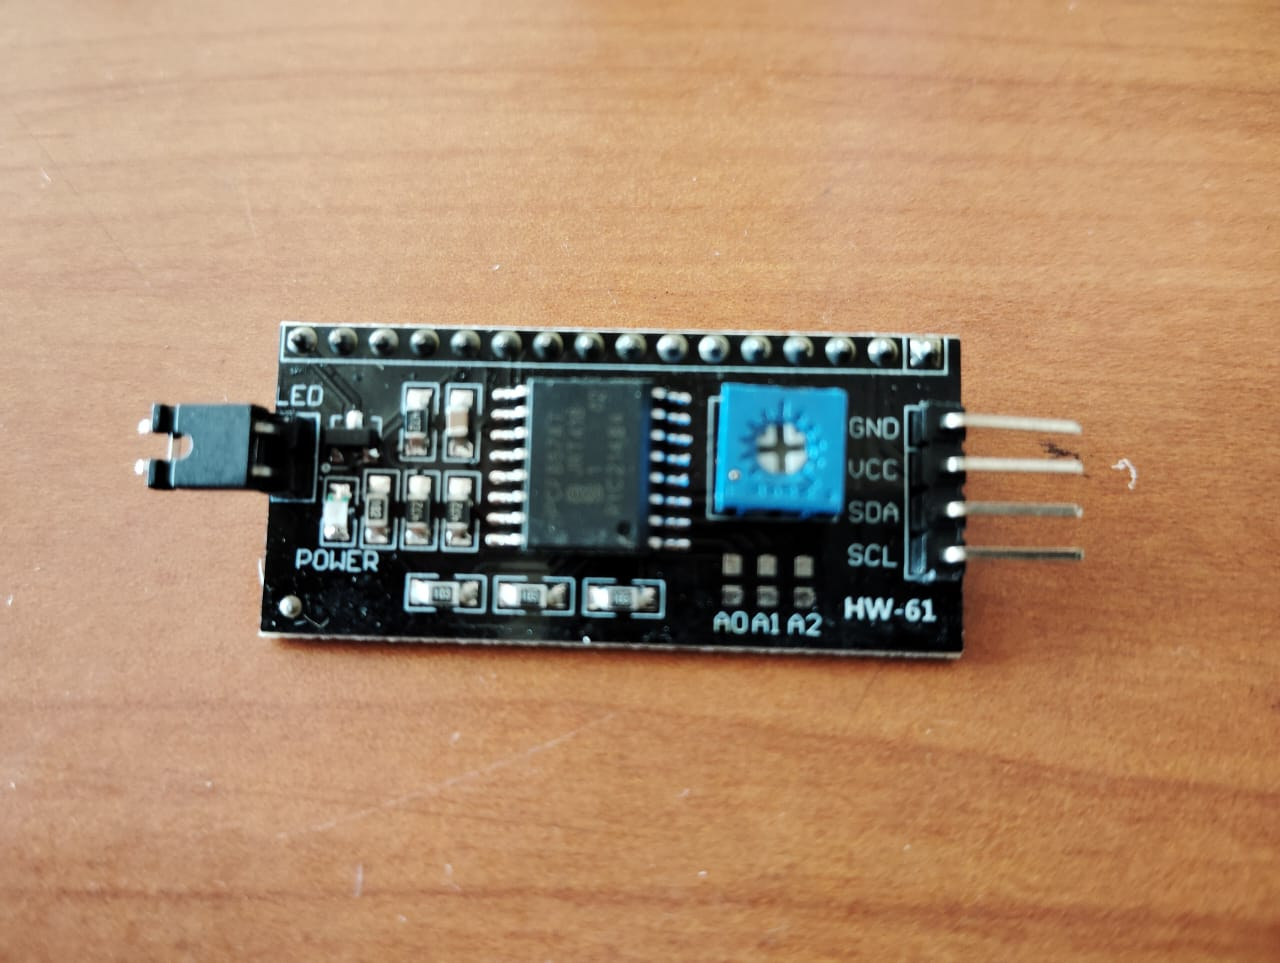 LED
GND
VCC
SDA
SCL
POWER
A0 A1 A2
HW-61